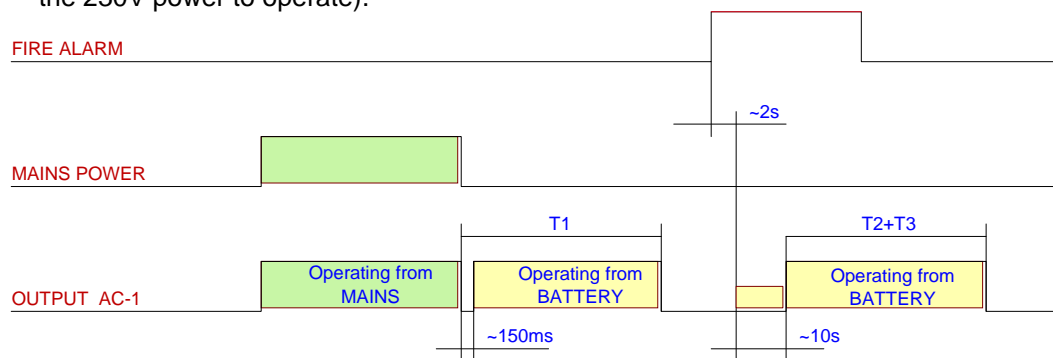 the 230V power to operate).
FIRE ALARM
~2s
MAINS POWER
T1
T2+T3
Operating from
MAINS
Operating from
BATTERY
Operating from
BATTERY
OUTPUT AC-1
~150ms
~10s